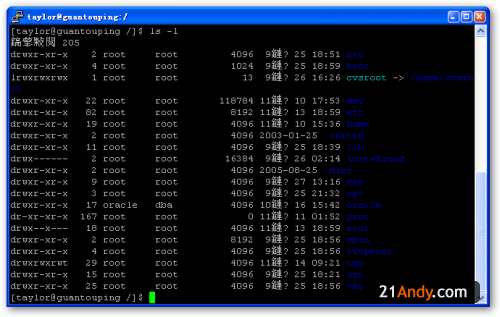 taylor@guantouping:/
[taylor@guantouping /]$ ls -l
205
drwxr-xr-x 2 root root 4096 9鏈? 25 18:51 bin
drwxr-xr-x 4 root root 1024 9鏈? 25 18:59 boot
lrwxrwxrwx 1 root root 13 9鏈? 26 16:26 cvsroot -> /home/cvsroot
drwxr-xr-x 22 root root 118784 11鏈? 10 17:53 dev
drwxr-xr-x 82 root root 8192 11鏈? 13 18:59 etc
drwxr-xr-x 19 root root 4096 11鏈? 10 15:36 home
drwxr-xr-x 2 root root 4096 2003-01-25 initrd
drwxr-xr-x 11 root root 4096 9鏈? 25 18:39 lib
drwx------ 2 root root 16384 9鏈? 26 02:14 lost+found
drwxr-xr-x 2 root root 4096 2005-08-25 misc
drwxr-xr-x 9 root root 4096 9鏈? 27 13:16 mnt
drwxr-xr-x 3 root root 4096 9鏈? 25 21:32 opt
drwxr-xr-x 17 oracle dba 4096 10鏈? 16 15:42 oracle
dr-xr-xr-x 167 root root 0 11鏈? 11 01:52 proc
drwx--x--- 18 root root 4096 11鏈? 13 18:59 root
drwxr-xr-x 2 root root 8192 9鏈? 25 18:56 sbin
drwxr-xr-x 4 root root 4096 9鏈? 25 18:56 tftpboot
drwxrwxrwt 29 root root 4096 11鏈? 14 09:21 tmp
drwxr-xr-x 15 root root 4096 9鏈? 25 18:21 usr
drwxr-xr-x 25 root root 4096 9鏈? 25 18:56 var
[taylor@guantouping /]$
21Andy.com